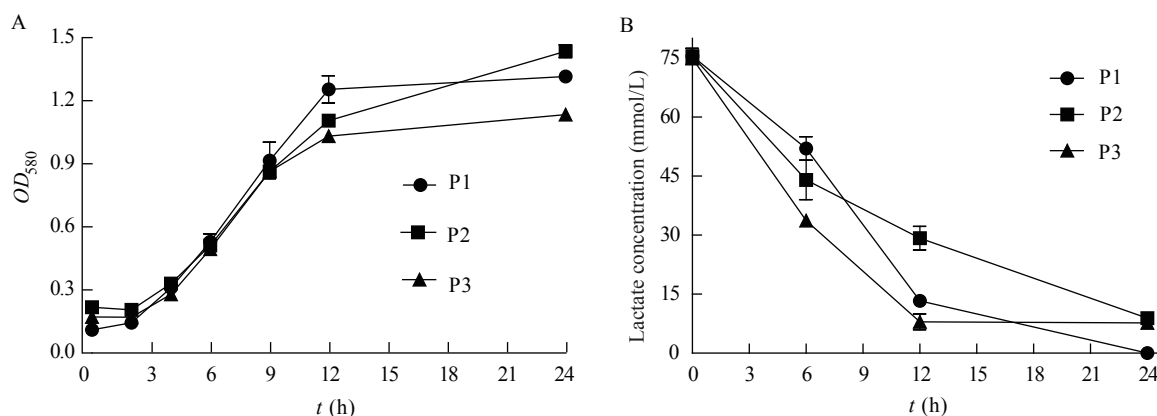 A
1.5
1.2
0.9
0.6
0.3
0.0
OD580
P1
P2
P3
0 3 6 9 12 15 18 21 24
t (h)
B
75
60
45
30
15
0
Lactate concentration (mmol/L)
P1
P2
P3
0 3 6 9 12 15 18 21 24
t (h)